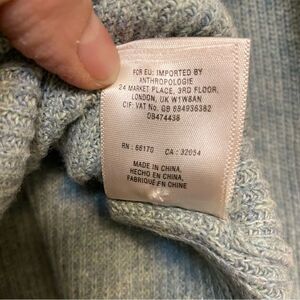 FOR EU: IMPORTED BY
ANTHROPOLOGIE
24 MARKET PLACE, 3RD FLOOR,
LONDON, UK W1W8AN
CIF: VAT No. GB 684936382
DB474438
RN : 66170 CA : 32054
MADE IN CHINA,
HECHO EN CHINA,
FABRIQUÉ EN CHINE